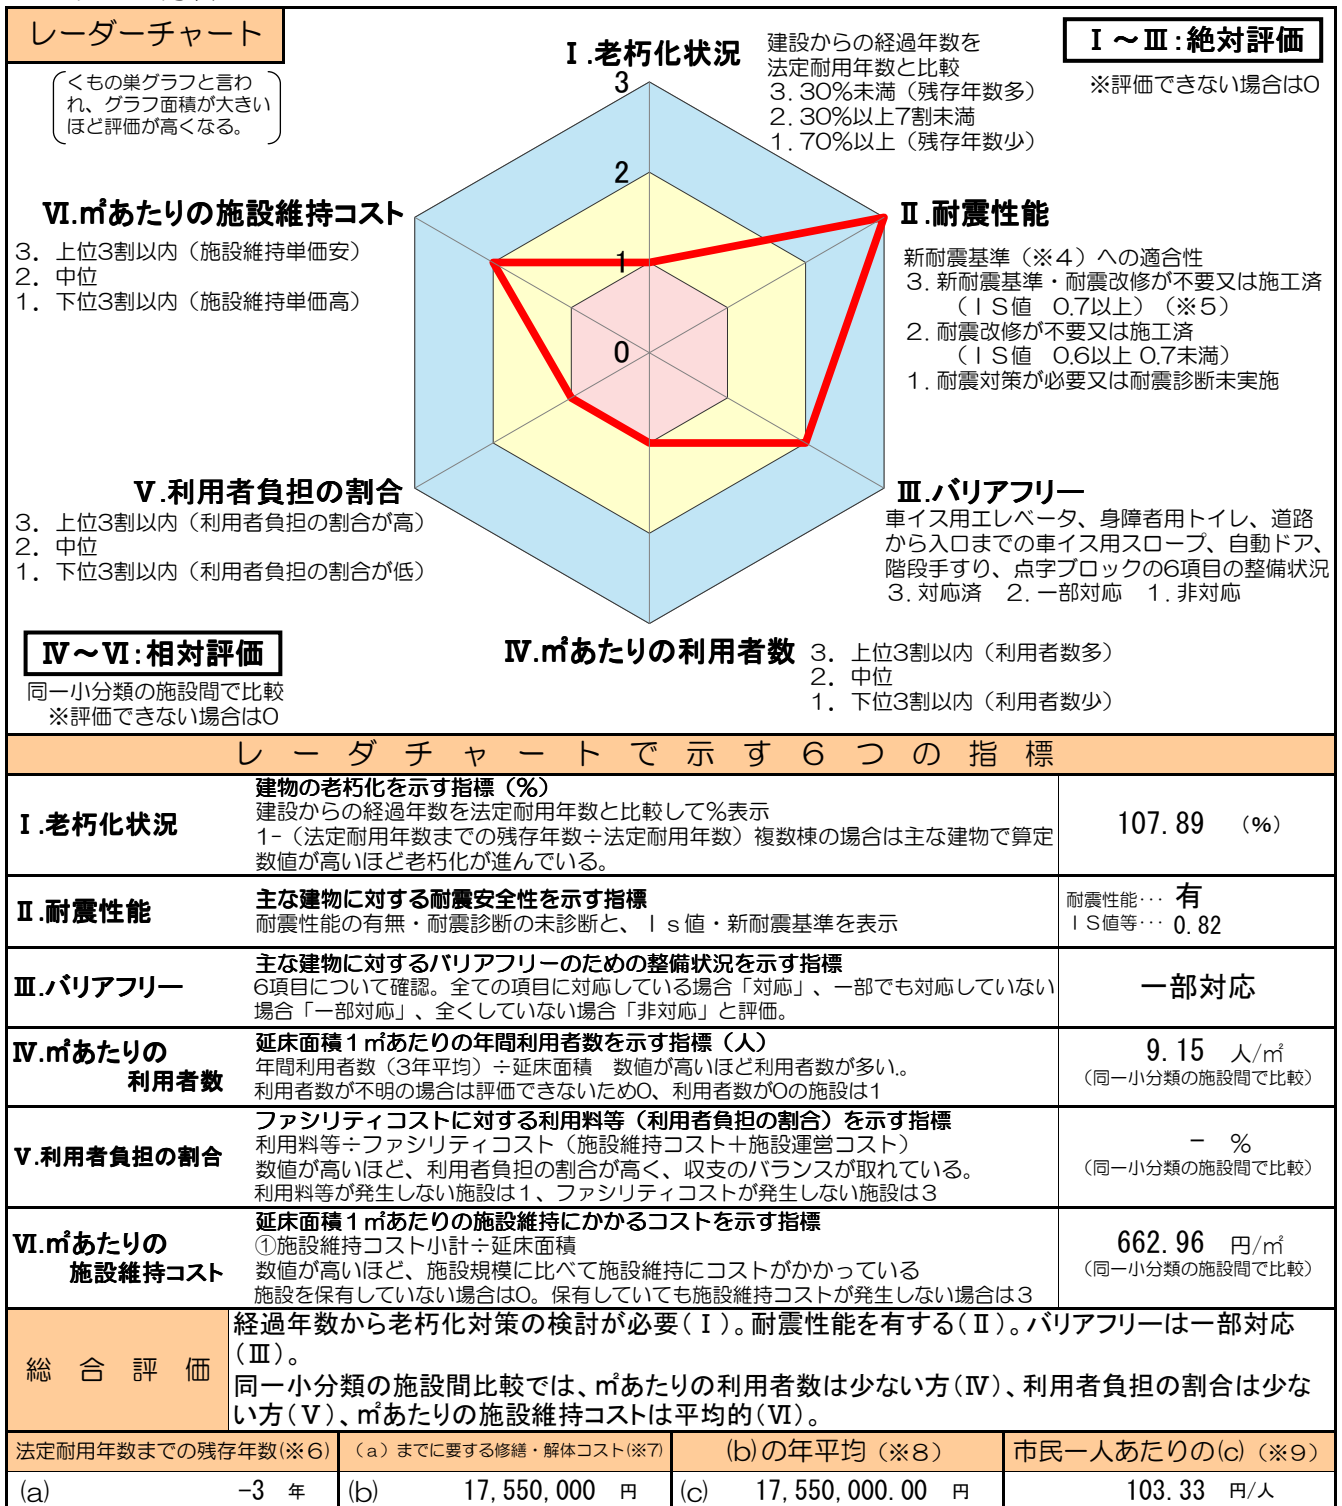 レーダーチャート
くもの巣グラフと言わ
れ、グラフ面積が大きい
ほど評価が高くなる。
Ⅰ.老朽化状況
建設からの経過年数を
法定耐用年数と比較
3.30%未満（残存年数多）
2.30%以上7割未満
1.70%以上（残存年数少）
Ⅰ～Ⅲ:絶対評価
※評価できない場合は0
3
2
1
0
Ⅵ.㎡あたりの施設維持コスト
3．上位3割以内（施設維持単価安）
2．中位
1．下位3割以内（施設維持単価高）
Ⅱ.耐震性能
新耐震基準（※4）への適合性
3.新耐震基準・耐震改修が不要又は施工済
（ＩＳ値　0.7以上）（※5）
2.耐震改修が不要又は施工済
（ＩＳ値　0.6以上 0.7未満）
1.耐震対策が必要又は耐震診断未実施
Ⅴ.利用者負担の割合
3．上位3割以内（利用者負担の割合が高）
2．中位
1．下位3割以内（利用者負担の割合が低）
Ⅲ.バリアフリー
車イス用エレベータ、身障者用トイレ、道路
から入口までの車イス用スロープ、自動ドア、
階段手すり、点字ブロックの6項目の整備状況
3.対応済　2.一部対応　1.非対応
Ⅳ～Ⅵ:相対評価
同一小分類の施設間で比較
※評価できない場合は0
Ⅳ.㎡あたりの利用者数
3．上位3割以内（利用者数多）
2．中位
1．下位3割以内（利用者数少）
レーダチャートで示す６つの指標
Ⅰ.老朽化状況
建物の老朽化を示す指標（%）
建設からの経過年数を法定耐用年数と比較して%表示
1-（法定耐用年数までの残存年数÷法定耐用年数）複数棟の場合は主な建物で算定
数値が高いほど老朽化が進んでいる。
107.89　（%）
Ⅱ.耐震性能
主な建物に対する耐震安全性を示す指標
耐震性能の有無・耐震診断の未診断と、Ｉｓ値・新耐震基準を表示
耐震性能… 有
ＩＳ値等… 0.82
Ⅲ.バリアフリー
主な建物に対するバリアフリーのための整備状況を示す指標
6項目について確認。全ての項目に対応している場合「対応」、一部でも対応していない
場合「一部対応」、全くしていない場合「非対応」と評価。
一部対応
Ⅳ.㎡あたりの
利用者数
延床面積１㎡あたりの年間利用者数を示す指標（人）
年間利用者数（3年平均）÷延床面積　数値が高いほど利用者数が多い。
利用者数が不明の場合は評価できないため0、利用者数が0の施設は1
9.15　人/㎡
（同一小分類の施設間で比較）
Ⅴ.利用者負担の割合
ファシリティコストに対する利用料等（利用者負担の割合）を示す指標
利用料等÷ファシリティコスト（施設維持コスト＋施設運営コスト）
数値が高いほど、利用者負担の割合が高く、収支のバランスが取れている。
利用料等が発生しない施設は１、ファシリティコストが発生しない施設は３
－　%
（同一小分類の施設間で比較）
Ⅵ.㎡あたりの
施設維持コスト
延床面積１㎡あたりの施設維持にかかるコストを示す指標
①施設維持コスト小計÷延床面積
数値が高いほど、施設規模に比べて施設維持にコストがかかっている
施設を保有していない場合は0。保有していても施設維持コストが発生しない場合は３
662.96　円/㎡
（同一小分類の施設間で比較）
総合評価
経過年数から老朽化対策の検討が必要(Ⅰ)。耐震性能を有する(Ⅱ)。バリアフリーは一部対応
(Ⅲ)。
同一小分類の施設間比較では、㎡あたりの利用者数は少ない方(Ⅳ)、利用者負担の割合は少な
い方(Ⅴ)、㎡あたりの施設維持コストは平均的(Ⅵ)。
法定耐用年数までの残存年数(※6)
（a）までに要する修繕・解体コスト(※7)
(b)の年平均（※8）
市民一人あたりの(c)（※9）
(a)　-3　年
(b)　17,550,000　円
(c)　17,550,000.00　円
103.33　円/人